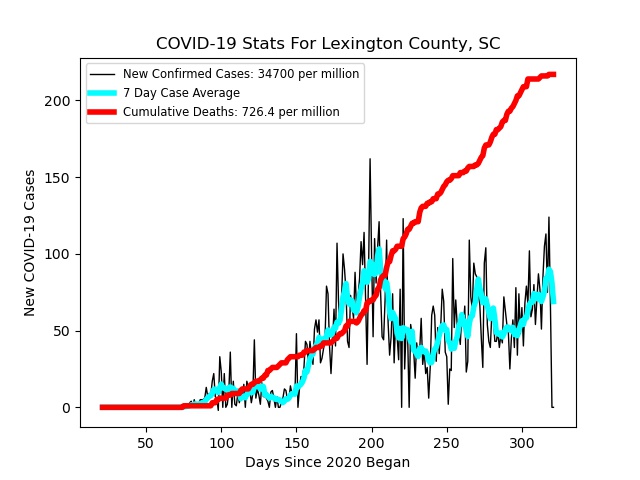 COVID-19 Stats For Lexington County, SC
New Confirmed Cases: 34700 per million
7 Day Case Average
Cumulative Deaths: 726.4 per million
New COVID-19 Cases
200
150
100
50
0
50 100 150 200 250 300
Days Since 2020 Began